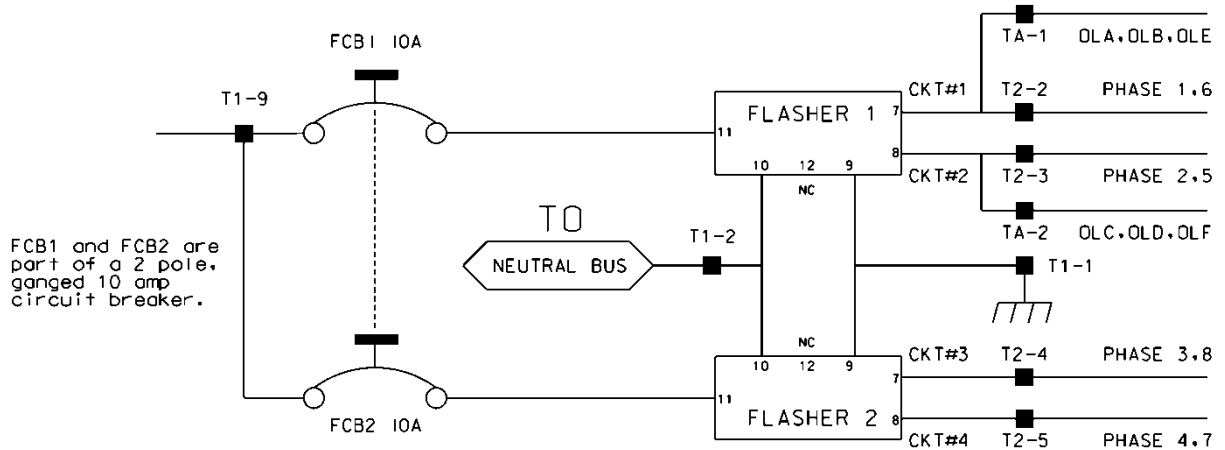 FCB1 10A
T1-9
TA-1 OLA,OLB,OLE
CKT#1 T2-2 PHASE 1,6
FLASHER 1
11
7
8
10 12 9
NC
CKT#2 T2-3 PHASE 2,5
TA-2 OLC,OLD,OLF
TO
NEUTRAL BUS
T1-2
T1-1
FCB1 and FCB2 are
part of a 2 pole,
ganged 10 amp
circuit breaker.
NC
10 12 9
CKT#3 T2-4 PHASE 3,8
7
11
FLASHER 2
8
CKT#4 T2-5 PHASE 4,7
FCB2 10A